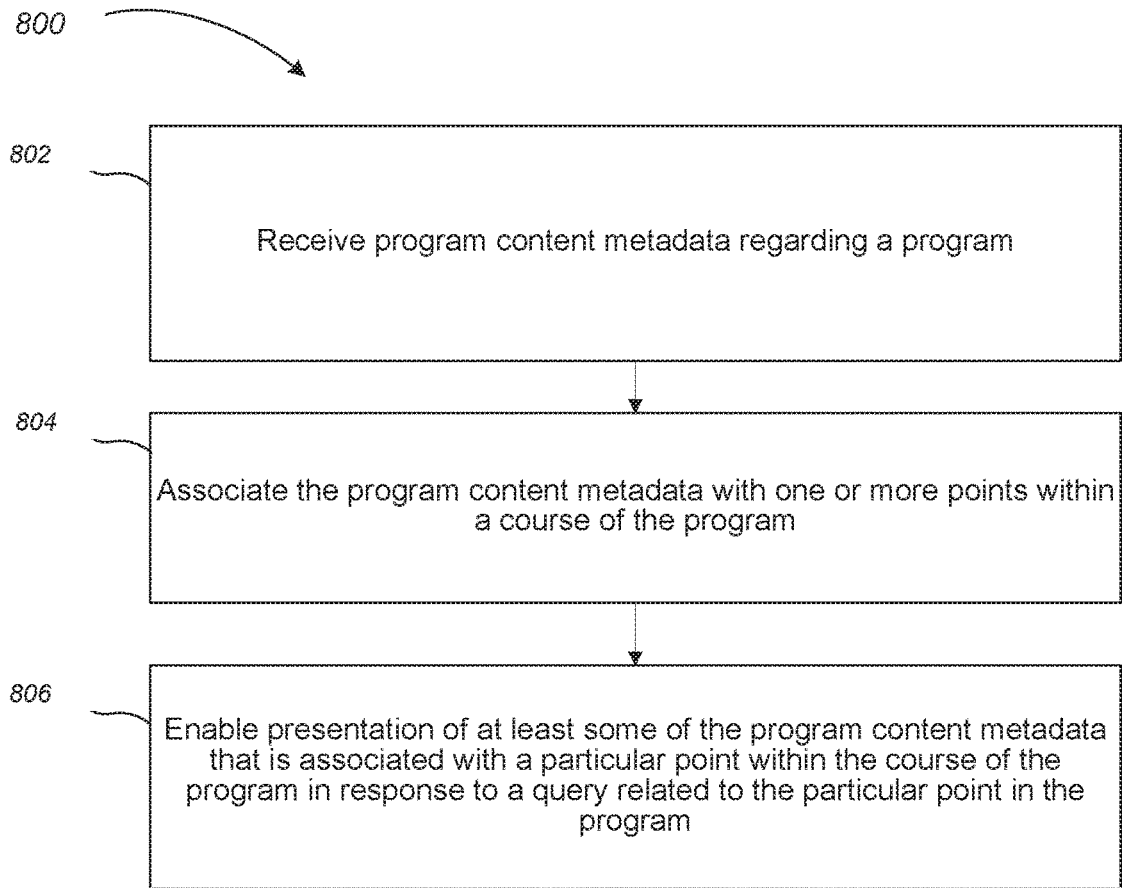 800
802
Receive program content metadata regarding a program
804
Associate the program content metadata with one or more points within
a course of the program
806
Enable presentation of at least some of the program content metadata
that is associated with a particular point within the course of the
program in response to a query related to the particular point in the
program